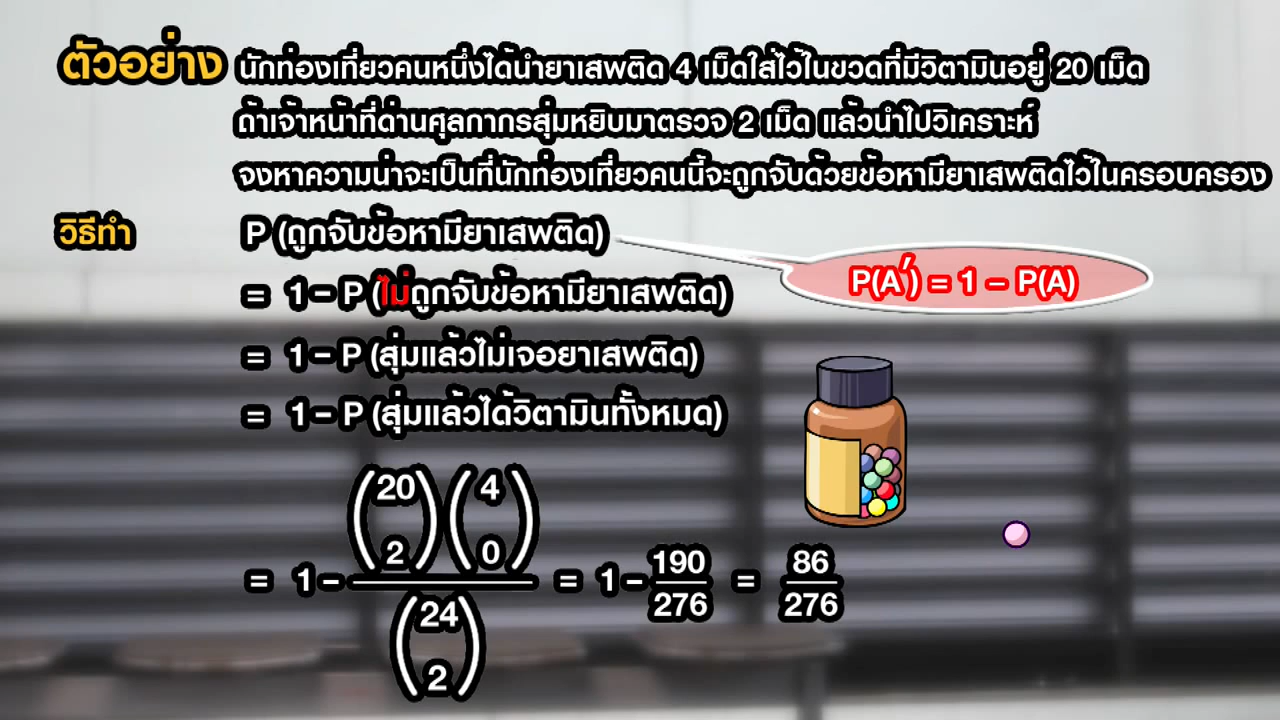 ตัวอย่าง นักท่องเที่ยวคนหนึ่งได้นำยาเสพติด 4 เม็ดใส่ไว้ในขวดที่มีวิตามินอยู่ 20 เม็ด
ถ้าเจ้าหน้าที่ด่านศุลกากรสุ่มหยิบมาตรวจ 2 เม็ด แล้วนำไปวิเคราะห์
จงหาความน่าจะเป็นที่นักท่องเที่ยวคนนี้จะถูกจับด้วยข้อหามียาเสพติดไว้ในครอบครอง
วิธีทำ P (ถูกจับข้อหามียาเสพติด)
P(A′) = 1 – P(A)
= 1 – P (ไม่ถูกจับข้อหามียาเสพติด)
= 1 – P (สุ่มแล้วไม่เจอยาเสพติด)
= 1 – P (สุ่มแล้วได้วิตามินทั้งหมด)
(20 4)
(2 0)
= 1 – = 1 – 190/276 = 86/276
(24
2)